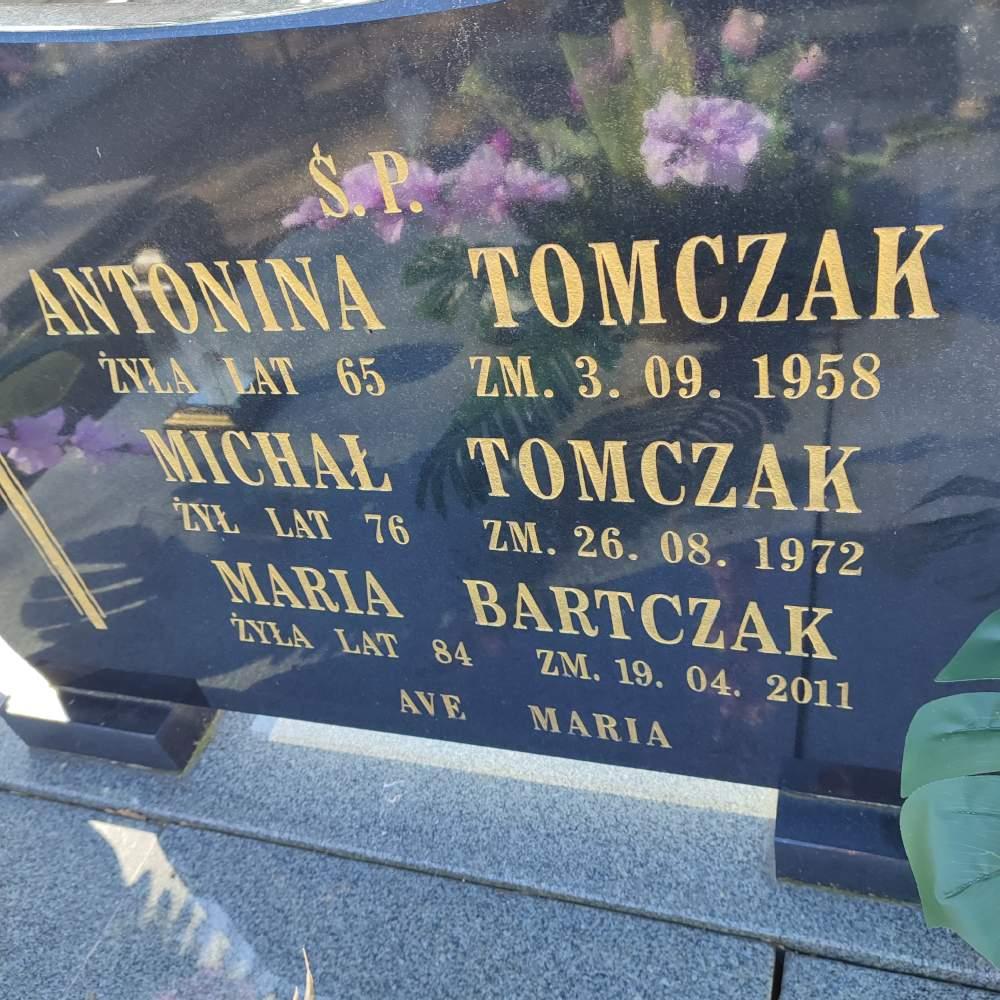 Ś.P.
ANTONINA TOMCZAK
ŻYŁA LAT 65 ZM. 3. 09. 1958
MICHAŁ TOMCZAK
ŻYŁ LAT 76 ZM. 26. 08. 1972
MARIA BARTCZAK
ŻYŁA LAT 84 ZM. 19. 04. 2011
AVE MARIA